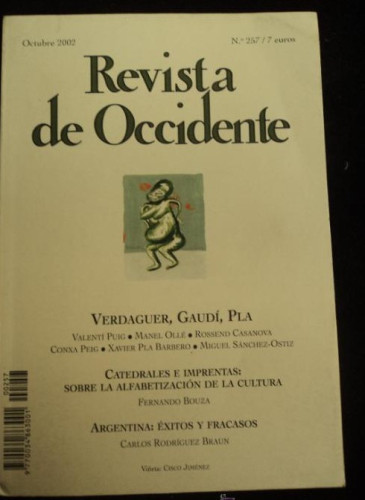 Octubre 2002
N.º 257 / 7 euros
Revista
de Occidente
VERDAGUER, GAUDÍ, PLA
VALENTÍ PUIG • MANEL OLLÉ • ROSSEND CASANOVA
CONXA PEIG • XAVIER PLA BARBERO • MIGUEL SÁNCHEZ-OSTIZ
CATEDRALES E IMPRENTAS:
SOBRE LA ALFABETIZACIÓN DE LA CULTURA
FERNANDO BOUZA
ARGENTINA: ÉXITOS Y FRACASOS
CARLOS RODRÍGUEZ BRAUN
Viñeta: CISCO JIMÉNEZ
00257